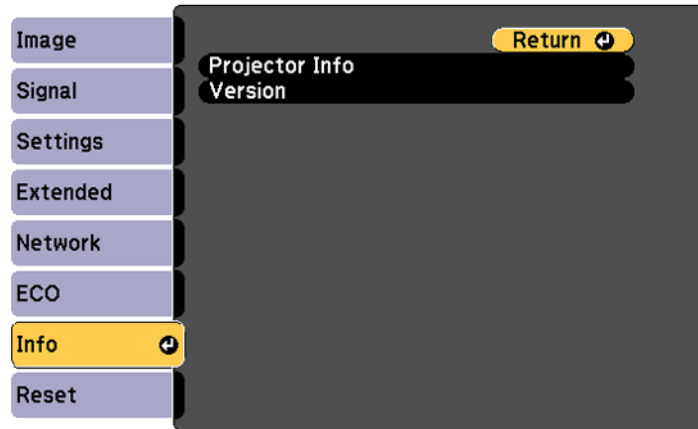 Image
Signal
Settings
Extended
Network
ECO
Info
Reset
Return
Projector Info
Version